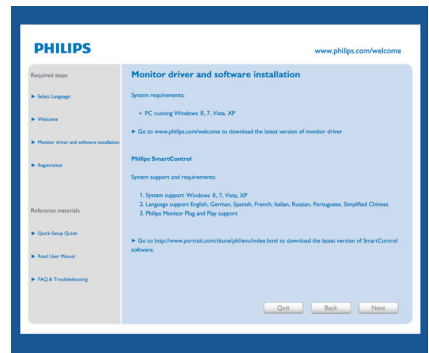 PHILIPS
www.philips.com/welcome
Required steps
Select Language:
Welcome
Monitor driver and software installation
Registration
Reference materials:
Quick Setup Quide
Read User Manual
FAQ & Troubleshooting
Monitor driver and software installation
System requirements:
• PC running Windows 8, 7, Vista, XP
Go to www.philips.com/welcome to download the latest version of monitor driver
Philips SmartControl
System support and requirements:
1. System support Windows 8, 7, Vista, XP
2. Language support English, German, Spanish, French, Italian, Russian, Portuguese, Simplified Chinese
3. Philips Monitor Plug and Play support
Go to http://www.portrait.com/dtune/phl/enu/index.html to download the latest version of SmartControl
software.
Quit
Back
Next